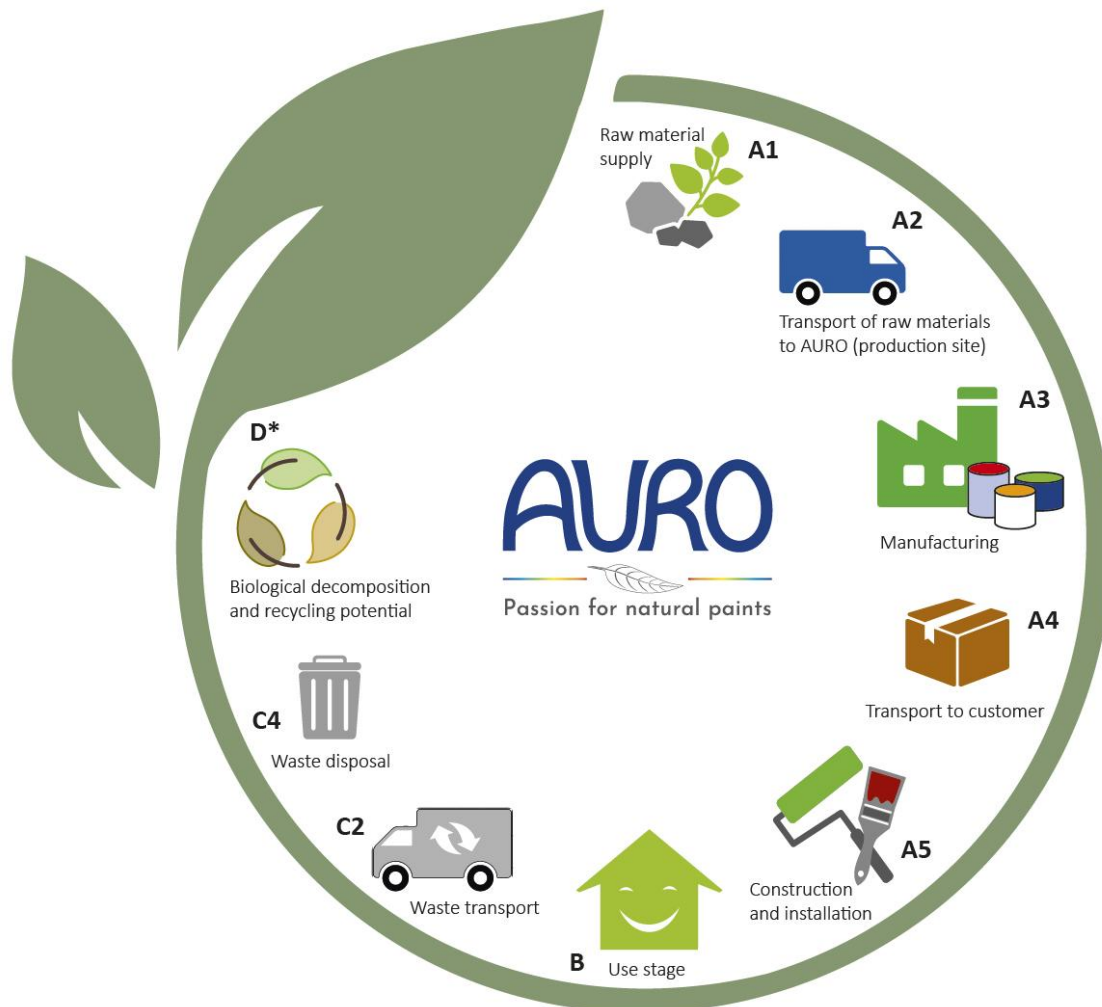 Raw material
supply
A1
A2
Transport of raw materials
to AURO (production site)
A3
Manufacturing
A4
Transport to customer
A5
Construction
and installation
B
Use stage
C2
Waste transport
C4
Waste disposal
D*
Biological decomposition
and recycling potential
AURO
Passion for natural paints